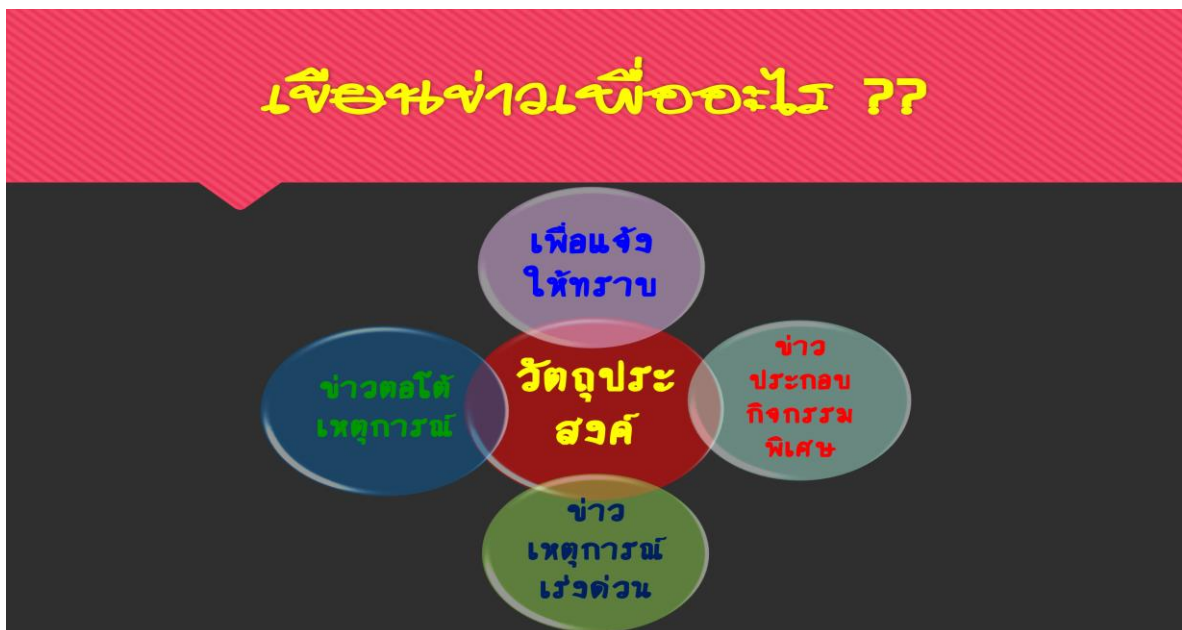 เขียนข่าวเพื่ออะไร ??
เพื่อแจ้ง
ให้ทราบ
ข่าวตอโต้
เหตุการณ์
วัตถุประ
สงค์
ข่าว
ประกอบ
กิจกรรม
พิเศษ
ข่าว
เหตุการณ์
เร่งด่วน